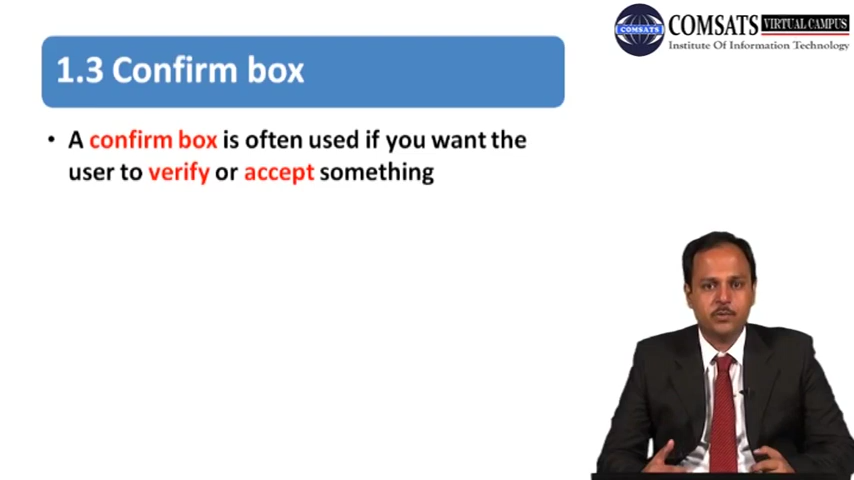 COMSATS VIRTUAL CAMPUS
COMSATS
Institute Of Information Technology
1.3 Confirm box
• A confirm box is often used if you want the
user to verify or accept something